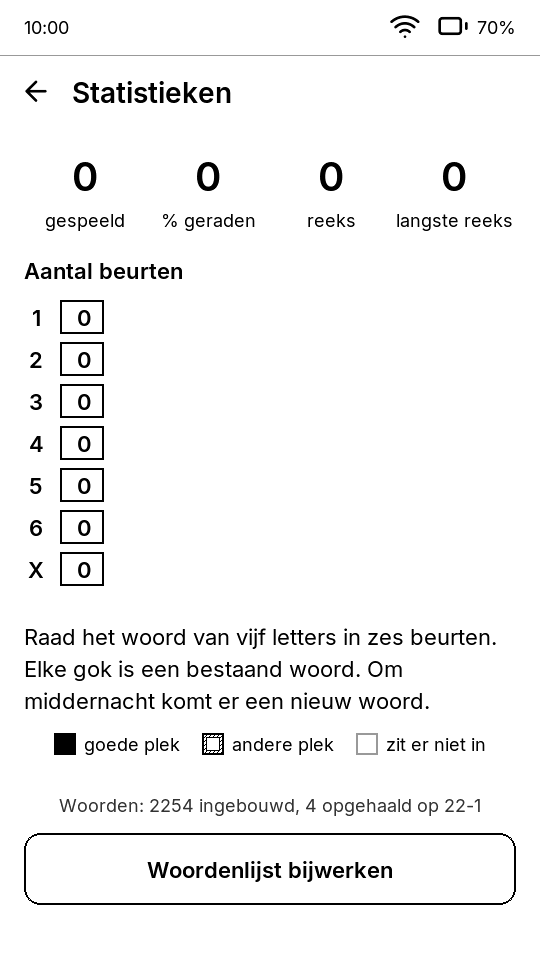 10:00 70%
Statistieken
0 0 0 0
gespeeld % geraden reeks langste reeks
Aantal beurten
1 0
2 0
3 0
4 0
5 0
6 0
X 0
Raad het woord van vijf letters in zes beurten.
Elke gok is een bestaand woord. Om
middernacht komt er een nieuw woord.
goede plek andere plek zit er niet in
Woorden: 2254 ingebouwd, 4 opgehaald op 22-1
Woordenlijst bijwerken